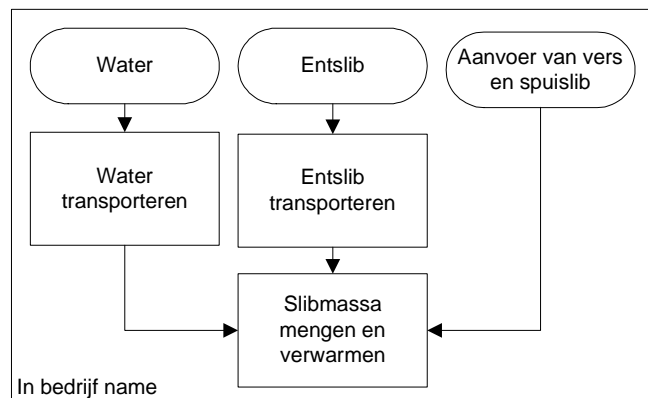 Water
Entslib
Aanvoer van vers
en spuislib
Water
transporteren
Entslib
transporteren
Slibmassa
mengen en
verwarmen
In bedrijf name